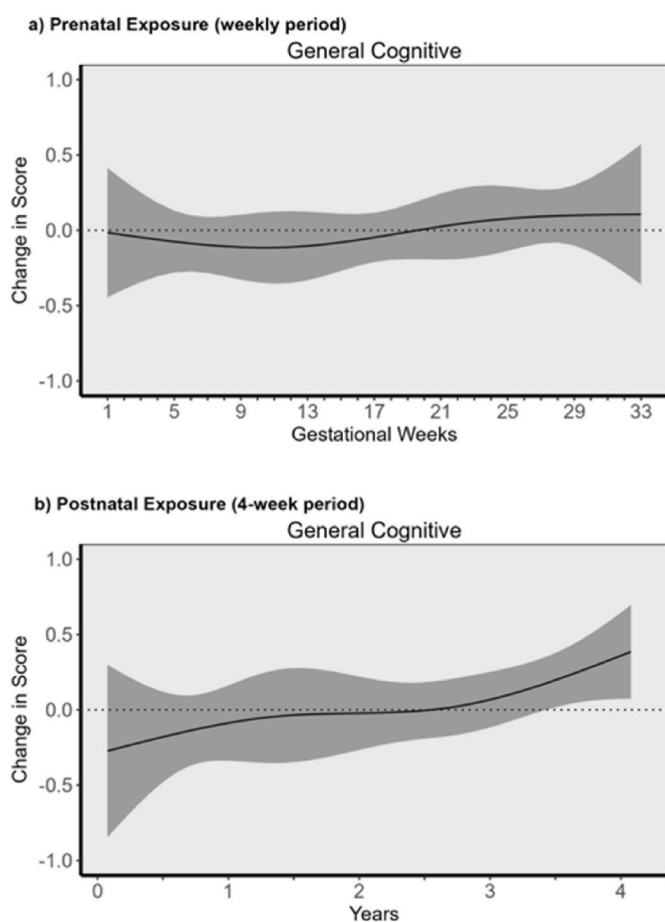 a) Prenatal Exposure (weekly period)
General Cognitive
1.0
0.5
0.0
-0.5
-1.0
Change in Score
1 5 9 13 17 21 25 29 33
Gestational Weeks
b) Postnatal Exposure (4-week period)
General Cognitive
1.0
0.5
0.0
-0.5
-1.0
Change in Score
0 1 2 3 4
Years